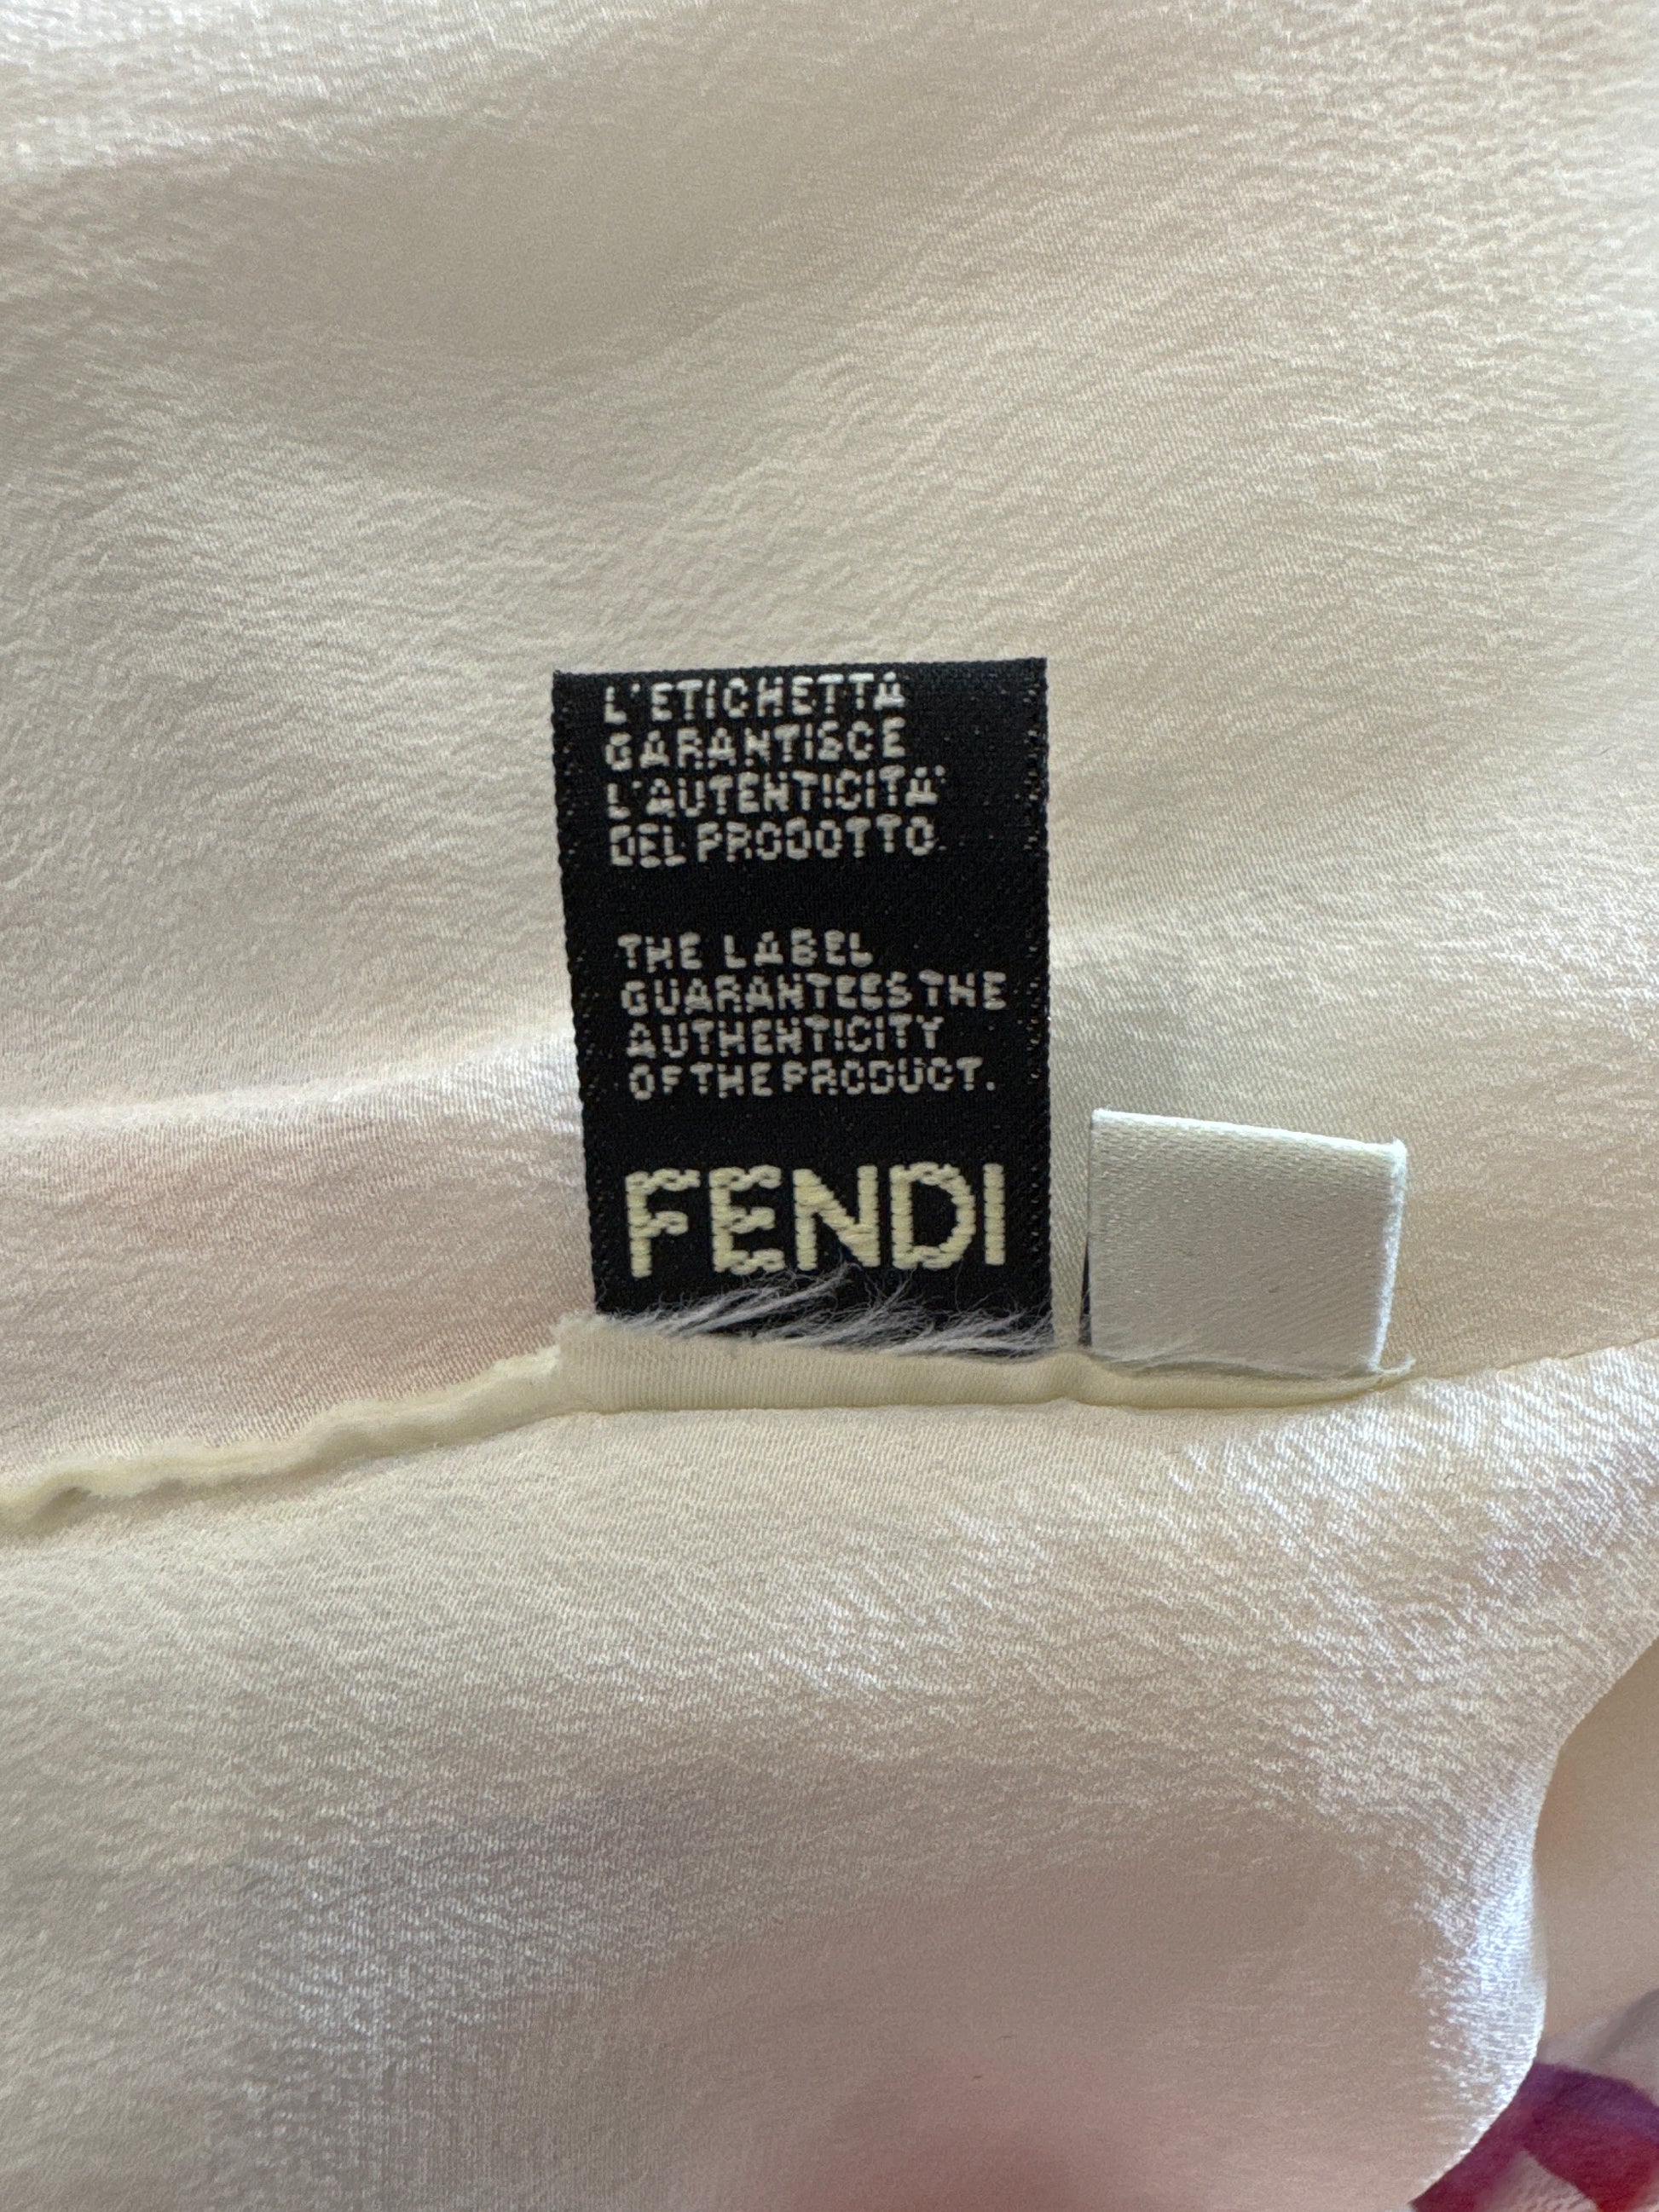 L'ETICHETTA
GARANTISCE
L'AUTENTICITA'
DEL PRODOTTO.
THE LABEL
GUARANTEES THE
AUTHENTICITY
OF THE PRODUCT.
FENDI